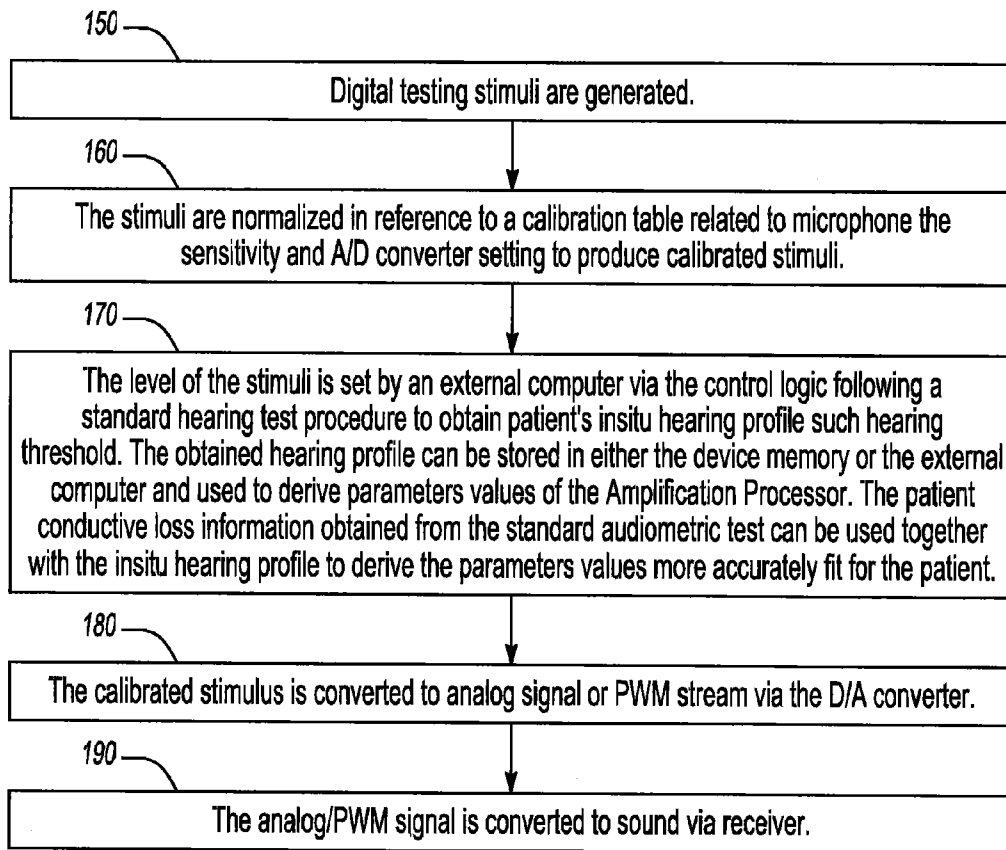 150
Digital testing stimuli are generated.
160
The stimuli are normalized in reference to a calibration table related to microphone the
sensitivity and A/D converter setting to produce calibrated stimuli.
170
The level of the stimuli is set by an external computer via the control logic following a
standard hearing test procedure to obtain patient's insitu hearing profile such hearing
threshold. The obtained hearing profile can be stored in either the device memory or the external
computer and used to derive parameters values of the Amplification Processor. The patient
conductive loss information obtained from the standard audiometric test can be used together
with the insitu hearing profile to derive the parameters values more accurately fit for the patient.
180
The calibrated stimulus is converted to analog signal or PWM stream via the D/A converter.
190
The analog/PWM signal is converted to sound via receiver.